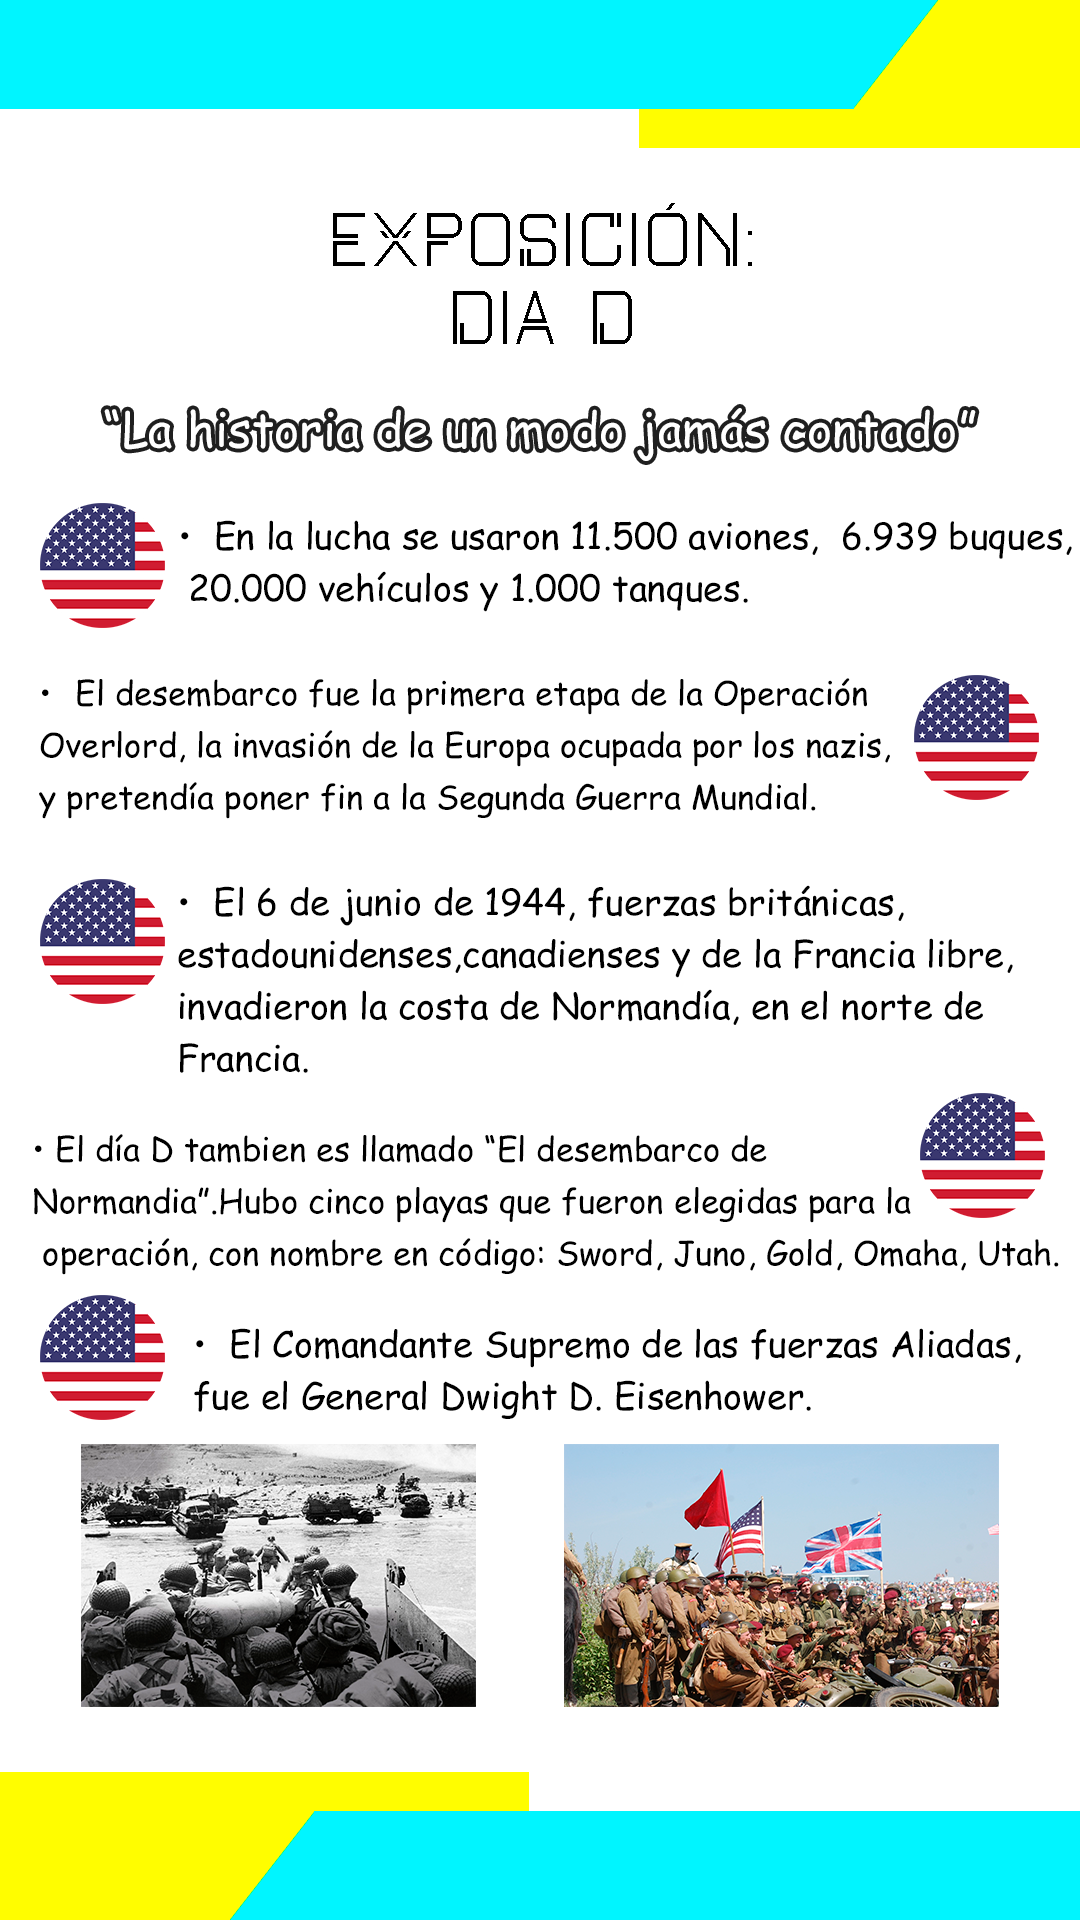 EXPOSICIÓN:
DIA D
“La historia de un modo jamás contado”
• En la lucha se usaron 11.500 aviones, 6.939 buques,
20.000 vehículos y 1.000 tanques.
• El desembarco fue la primera etapa de la Operación
Overlord, la invasión de la Europa ocupada por los nazis,
y pretendía poner fin a la Segunda Guerra Mundial.
• El 6 de junio de 1944, fuerzas británicas,
estadounidenses,canadienses y de la Francia libre,
invadieron la costa de Normandía, en el norte de
Francia.
• El día D tambien es llamado “El desembarco de
Normandia”.Hubo cinco playas que fueron elegidas para la
operación, con nombre en código: Sword, Juno, Gold, Omaha, Utah.
• El Comandante Supremo de las fuerzas Aliadas,
fue el General Dwight D. Eisenhower.